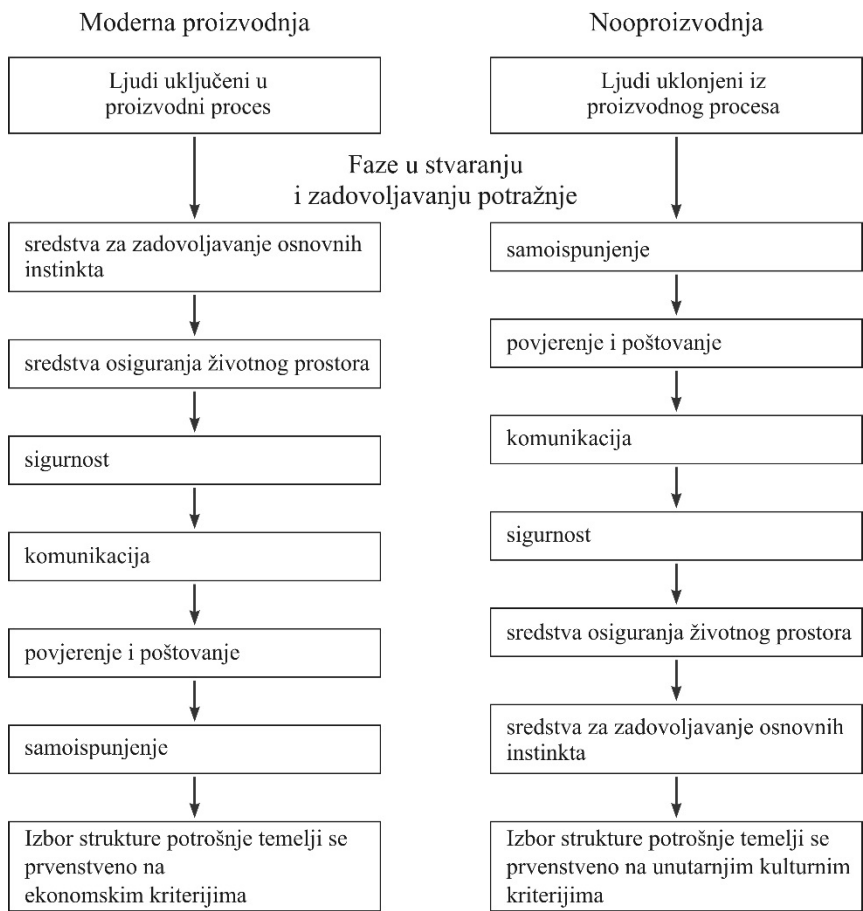 Moderna proizvodnja
Ljudi uključeni u
proizvodni proces
Nooproizvodnja
Ljudi uklonjeni iz
proizvodnog procesa
Faze u stvaranju
i zadovoljavanju potražnje
sredstva za zadovoljavanje osnovnih
instinkta
sredstva osiguranja životnog prostora
sigurnost
komunikacija
povjerenje i poštovanje
samoispunjenje
Izbor strukture potrošnje temelji se
prvenstveno na
ekonomskim kriterijima
samoispunjenje
povjerenje i poštovanje
komunikacija
sigurnost
sredstva osiguranja životnog prostora
sredstva za zadovoljavanje osnovnih
instinkta
Izbor strukture potrošnje temelji se
prvenstveno na unutarnjim kulturnim
kriterijima